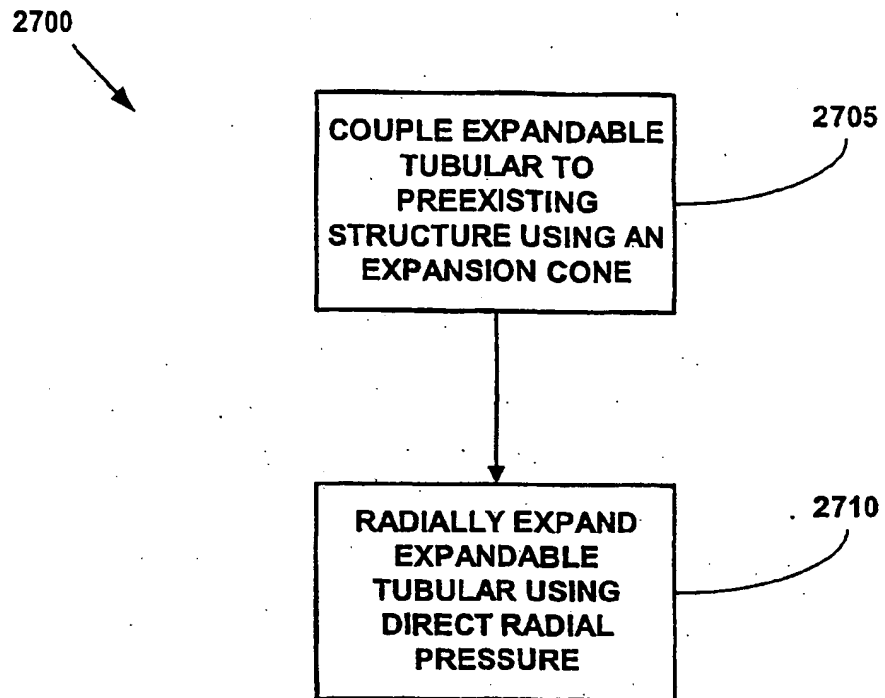 2700
COUPLE EXPANDABLE
TUBULAR TO
PREEXISTING
STRUCTURE USING AN
EXPANSION CONE
2705
RADIALLY EXPAND
EXPANDABLE
TUBULAR USING
DIRECT RADIAL
PRESSURE
2710